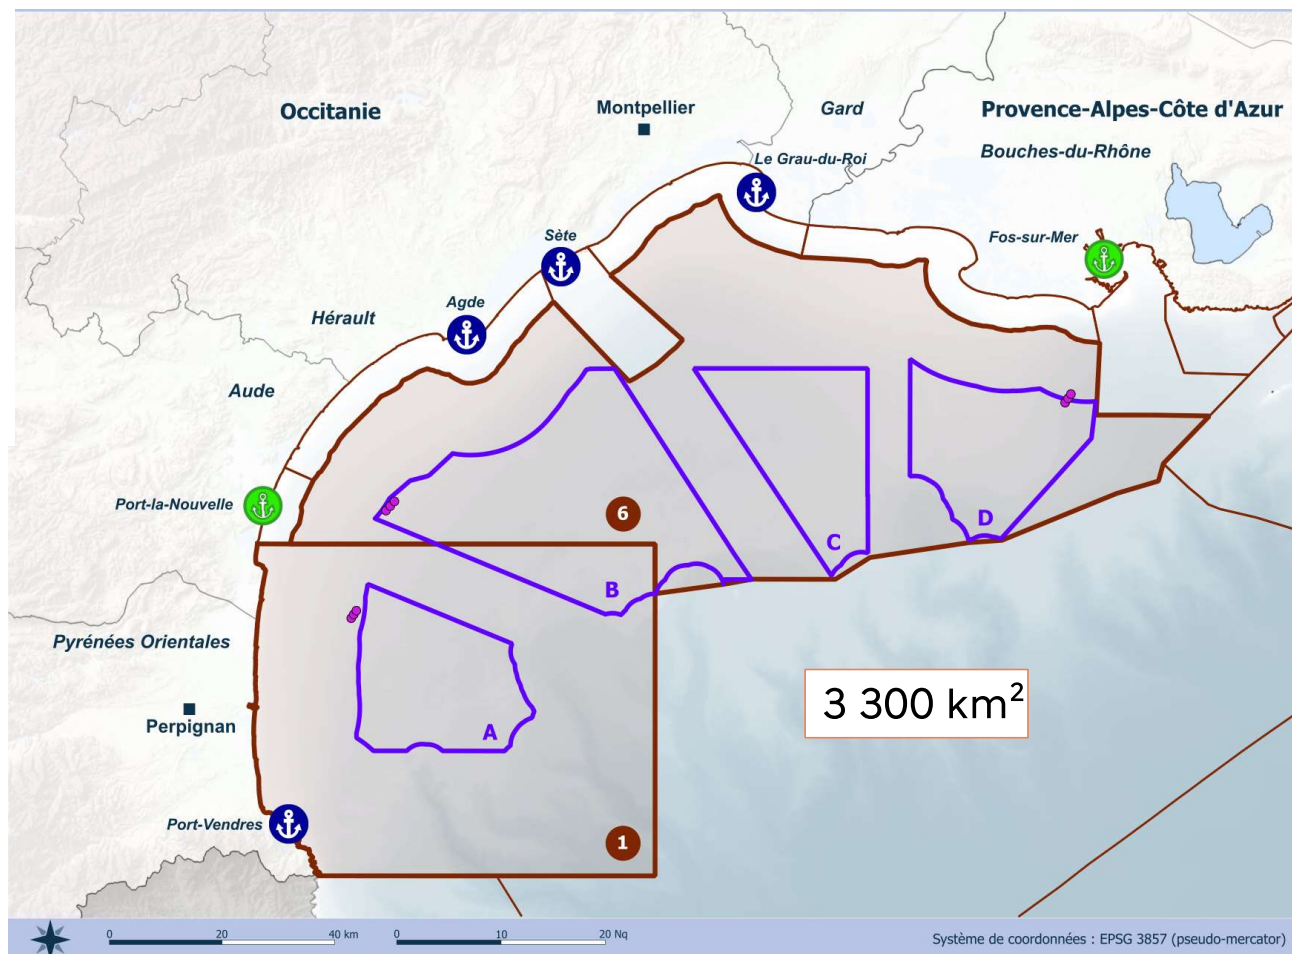 Montpellier
Occitanie
Gard
Provence-Alpes-Côte d'Azur
Bouches-du-Rhône
Le Grau-du-Roi
Sète
Fos-sur-Mer
Agde
Hérault
Aude
Port-la-Nouvelle
6
C
D
B
Pyrénées Orientales
3 300 km²
Perpignan
A
Port-Vendres
1
0 20 40 km
0 10 20 Nq
Système de coordonnées : EPSG 3857 (pseudo-mercator)